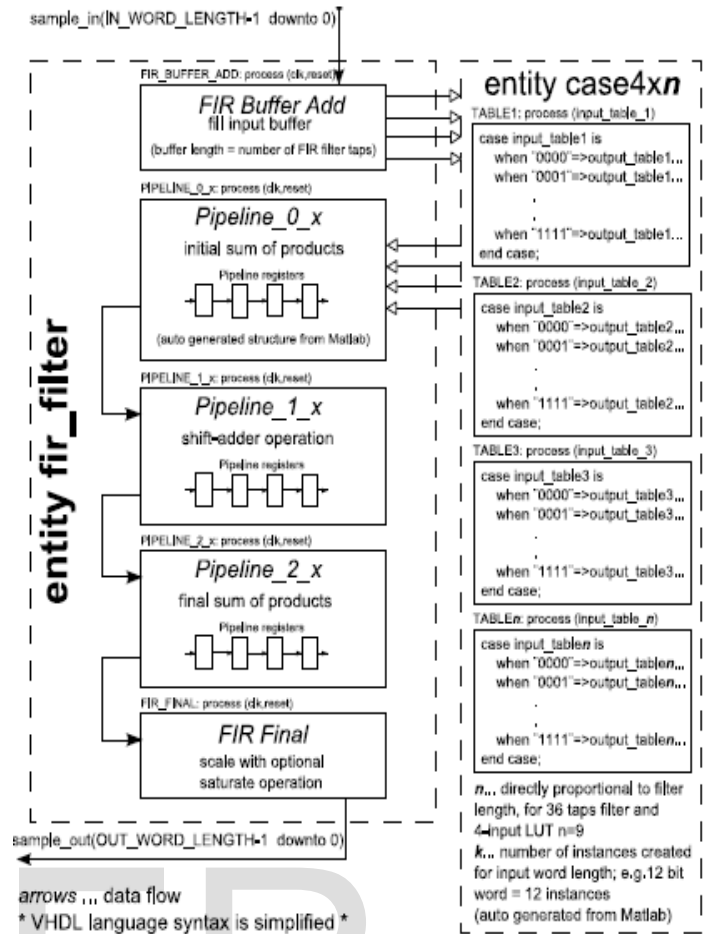 sample_in(IN_WORD_LENGTH-1 downto 0)
FIR_BUFFER_ADD: process (clk,reset)
FIR Buffer Add
fill input buffer
(buffer length = number of FIR filter taps)
PIPELINE_0_x: process (clk,reset)
Pipeline_0_x
initial sum of products
Pipeline registers
(auto generated structure from Matlab)
PIPELINE_1_x: process (clk,reset)
Pipeline_1_x
shift-adder operation
Pipeline registers
PIPELINE_2_x: process (clk,reset)
Pipeline_2_x
final sum of products
Pipeline registers
FIR_FINAL: process (clk,reset)
FIR Final
scale with optional
saturate operation
entity fir_filter
sample_out(OUT_WORD_LENGTH-1 downto 0)
arrows ... data flow
* VHDL language syntax is simplified *
entity case4xn
TABLE1: process (input_table_1)
case input_table1 is
when "0000"=>output_table1...
when "0001"=>output_table1...
.
.
when "1111"=>output_table1...
end case;
TABLE2: process (input_table_2)
case input_table2 is
when "0000"=>output_table2...
when "0001"=>output_table2...
.
.
when "1111"=>output_table2...
end case;
TABLE3: process (input_table_3)
case input_table3 is
when "0000"=>output_table3...
when "0001"=>output_table3...
.
.
when "1111"=>output_table3...
end case;
TABLEn: process (input_table_n)
case input_tablen is
when "0000"=>output_tablen...
when "0001"=>output_tablen...
.
.
when "1111"=>output_tablen...
end case;
n... directly proportional to filter
length, for 36 taps filter and
4-input LUT n=9
k... number of instances created
for input word length; e.g.12 bit
word = 12 instances
(auto generated from Matlab)